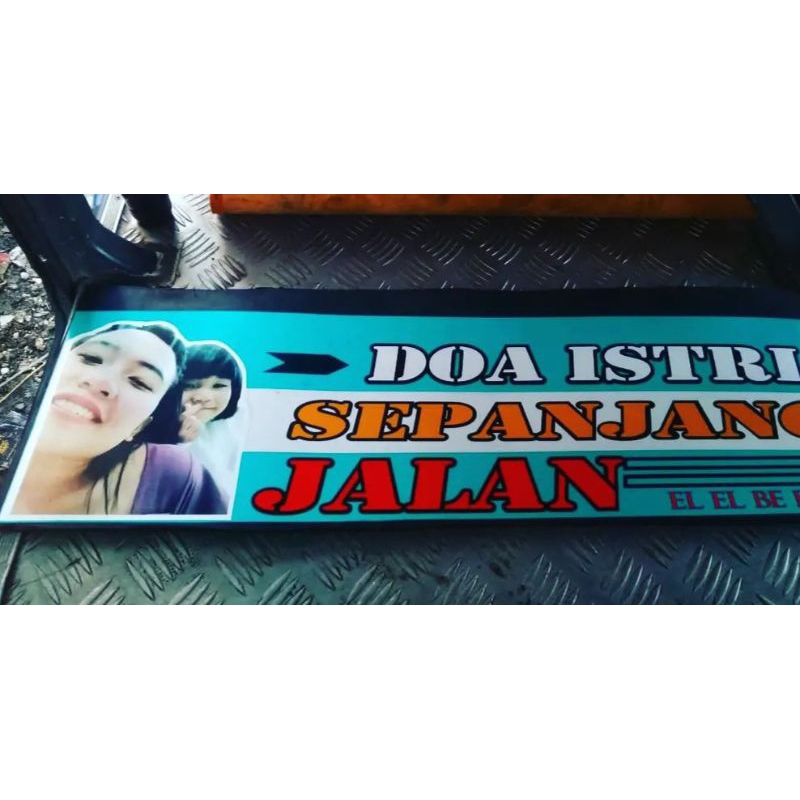 DOA ISTRI
SEPANJANG
JALAN
EL EL BE